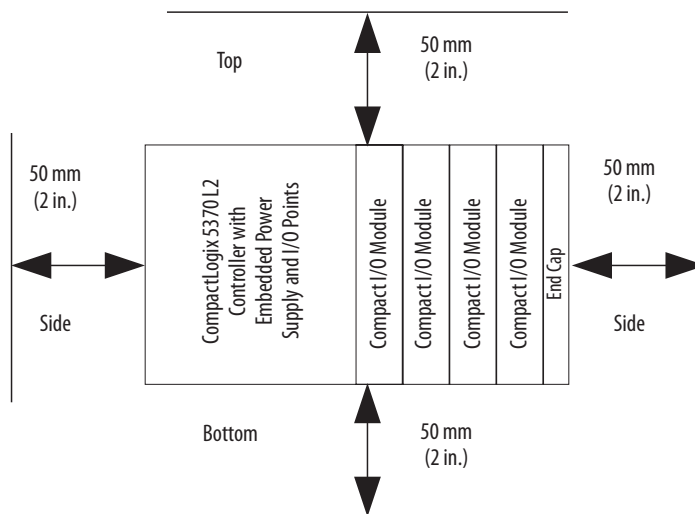 Top
50 mm
(2 in.)
50 mm
(2 in.)
CompactLogix 5370 L2
Controller with
Embedded Power
Supply and I/O Points
Compact I/O Module
Compact I/O Module
Compact I/O Module
Compact I/O Module
End Cap
50 mm
(2 in.)
Side
Side
Bottom
50 mm
(2 in.)